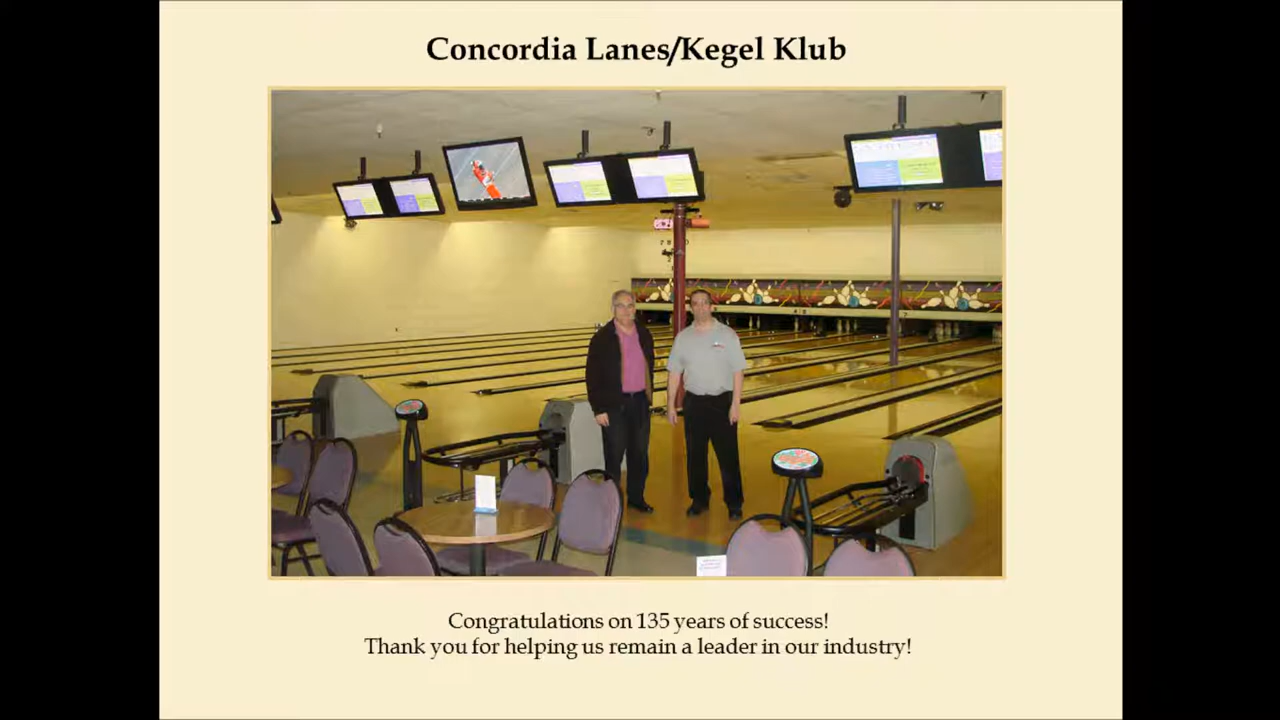 Concordia Lanes/Kegel Klub
Congratulations on 135 years of success!
Thank you for helping us remain a leader in our industry!